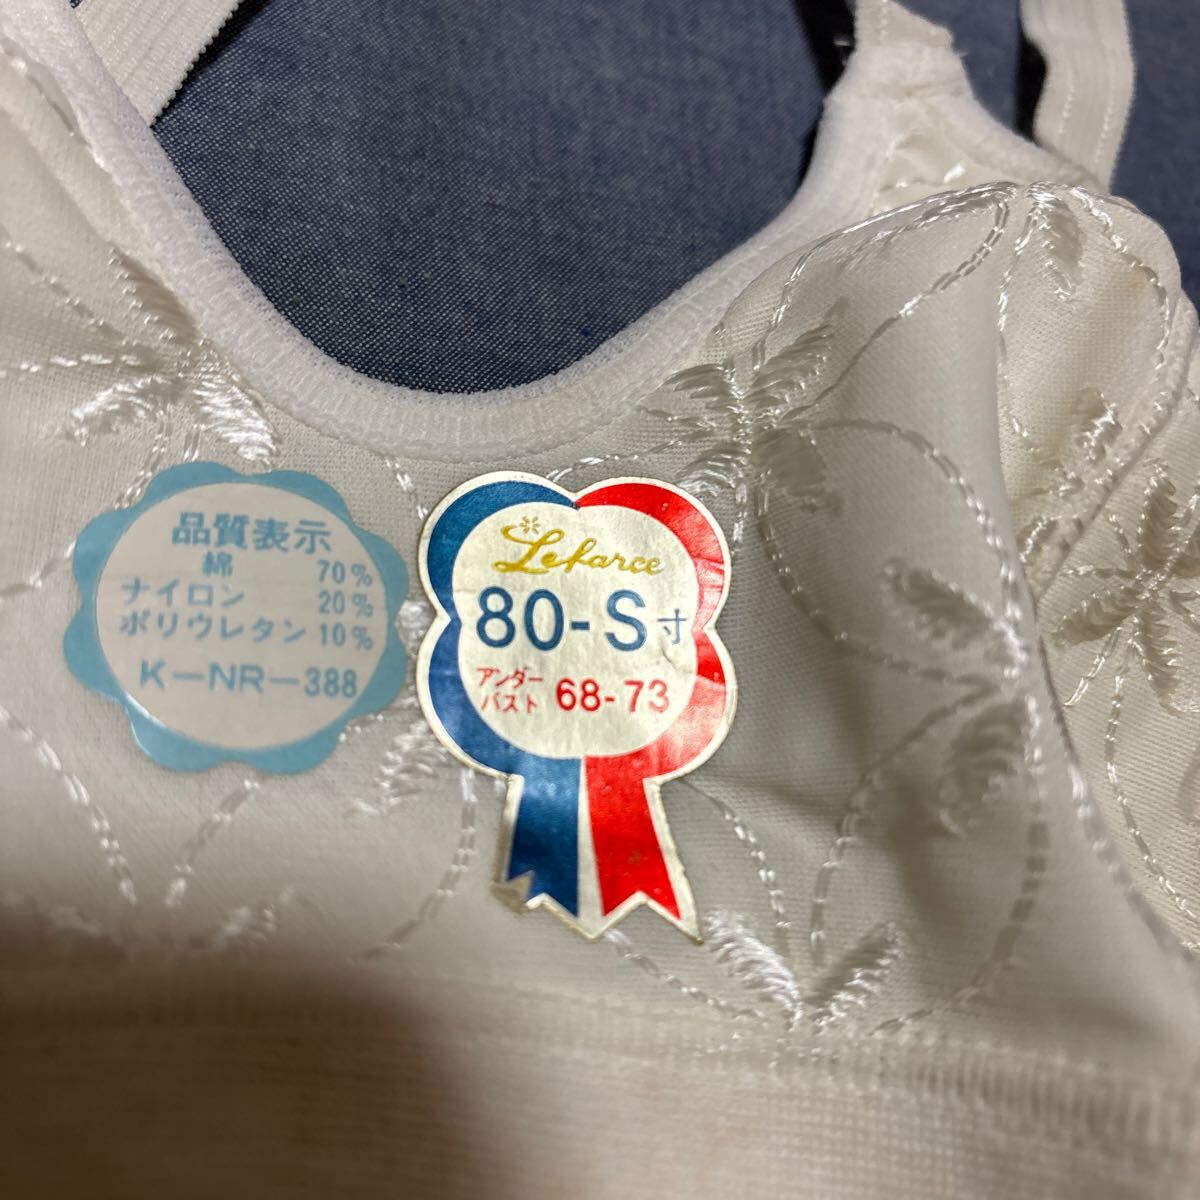 品質表示
綿 70%
ナイロン 20%
ポリウレタン 10%
K-NR-388
Lefarce
80-S寸
アンダーバスト 68-73